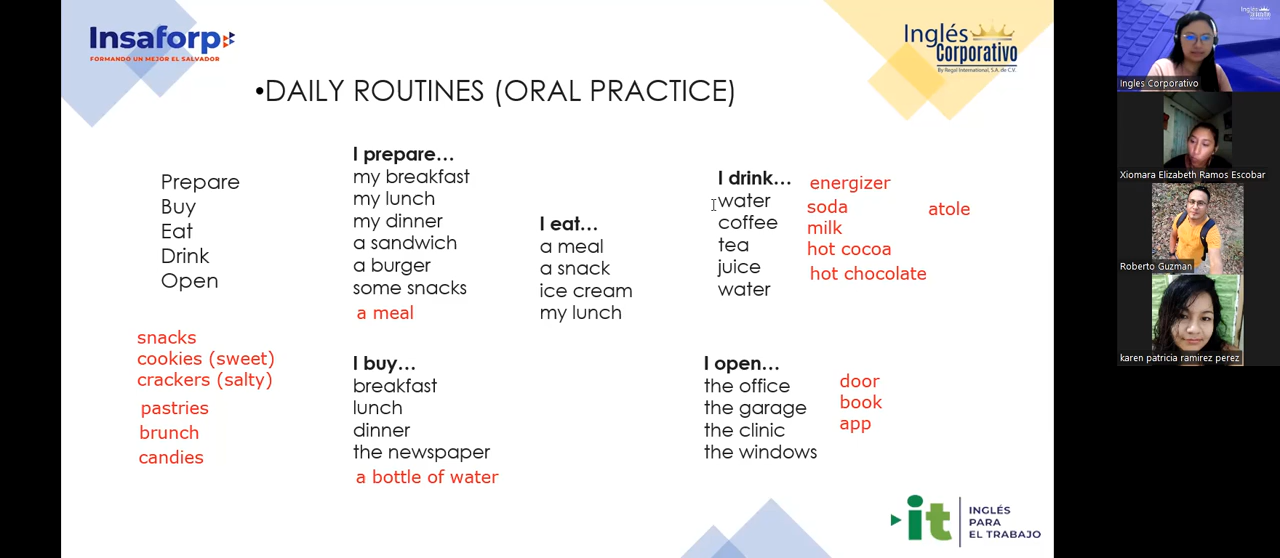 Insaforp
FORMANDO UN MEJOR EL SALVADOR
Inglés
Corporativo
By Regal International, S.A. de C.V.
•DAILY ROUTINES (ORAL PRACTICE)
Prepare
Buy
Eat
Drink
Open
snacks
cookies (sweet)
crackers (salty)
pastries
brunch
candies
I prepare...
my breakfast
my lunch
my dinner
a sandwich
a burger
some snacks
a meal
I buy...
breakfast
lunch
dinner
the newspaper
a bottle of water
I eat...
a meal
a snack
ice cream
my lunch
I drink...
water
coffee
tea
juice
water
energizer
soda
milk
hot cocoa
hot chocolate
atole
I open...
the office
the garage
the clinic
the windows
door
book
app
it
INGLÉS
PARA
EL TRABAJO
Ingles Corporativo
Xiomara Elizabeth Ramos Escobar
Roberto Guzman
karen patricia ramirez perez